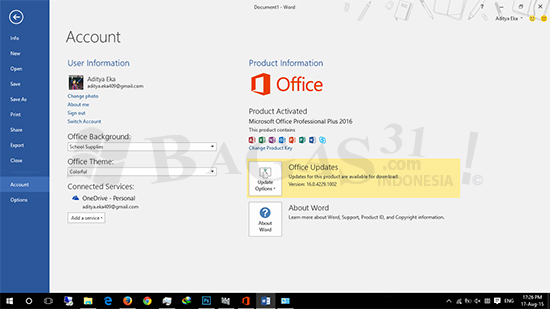 Document1 - Word
Aditya Eka
Info
New
Open
Save
Save As
Print
Share
Export
Close
Account
Options
Account
User Information
Aditya Eka
aditya.eka409@gmail.com
Change photo
About me
Sign out
Switch Account
Office Background:
School Supplies
Office Theme:
Colorful
Connected Services:
OneDrive - Personal
aditya.eka409@gmail.com
Add a service
Product Information
Office
Product Activated
Microsoft Office Professional Plus 2016
This product contains
Change Product Key
Update
Options
Office Updates
Updates for this product are available for download.
Version: 16.0.4229.1002
About
Word
About Word
Learn more about Word, Support, Product ID, and Copyright information.
BAGAS31
.com
INDONESIA
17:26 PM
17-Aug-15